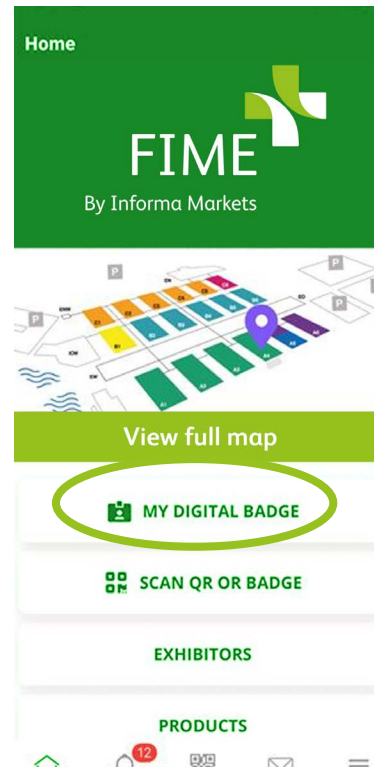 Home
FIME
By Informa Markets
P
P
P
P
View full map
MY DIGITAL BADGE
SCAN QR OR BADGE
EXHIBITORS
PRODUCTS
12